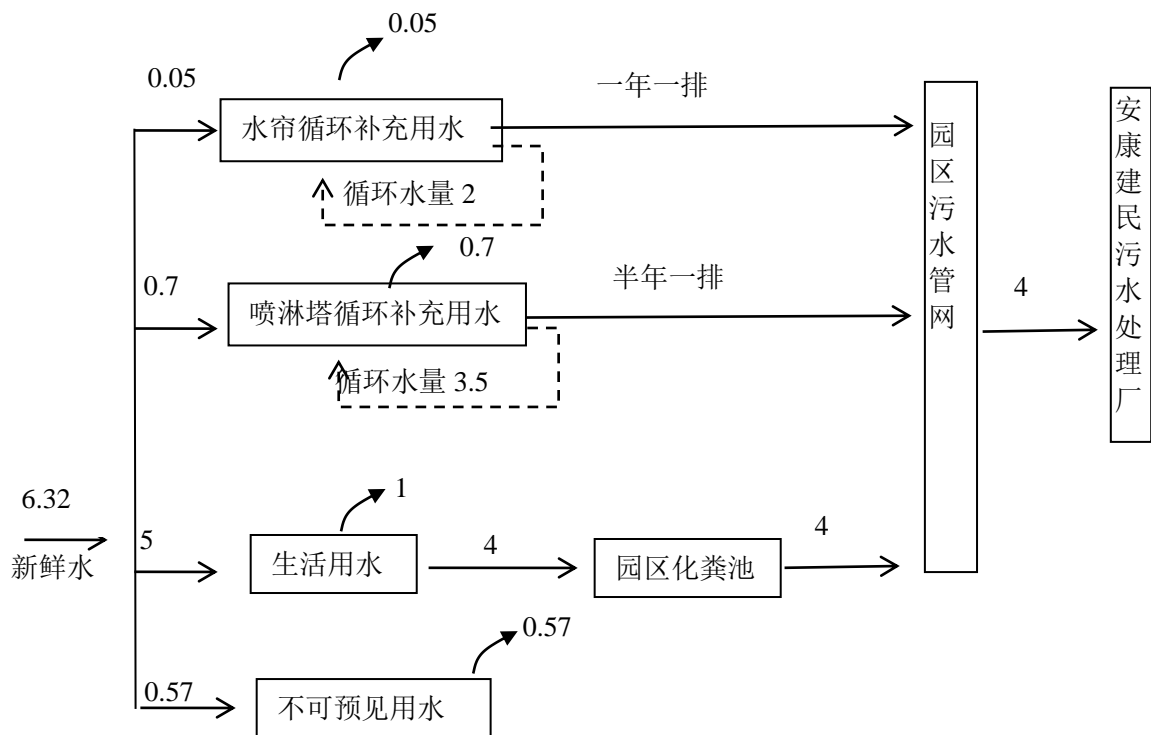 0.05
0.05
一年一排
水帘循环补充用水
循环水量 2
0.7
0.7
半年一排
喷淋塔循环补充用水
循环水量 3.5
园区污水管网
4
安康建民污水处理厂
6.32
新鲜水
1
5
生活用水
4
园区化粪池
4
0.57
0.57
不可预见用水